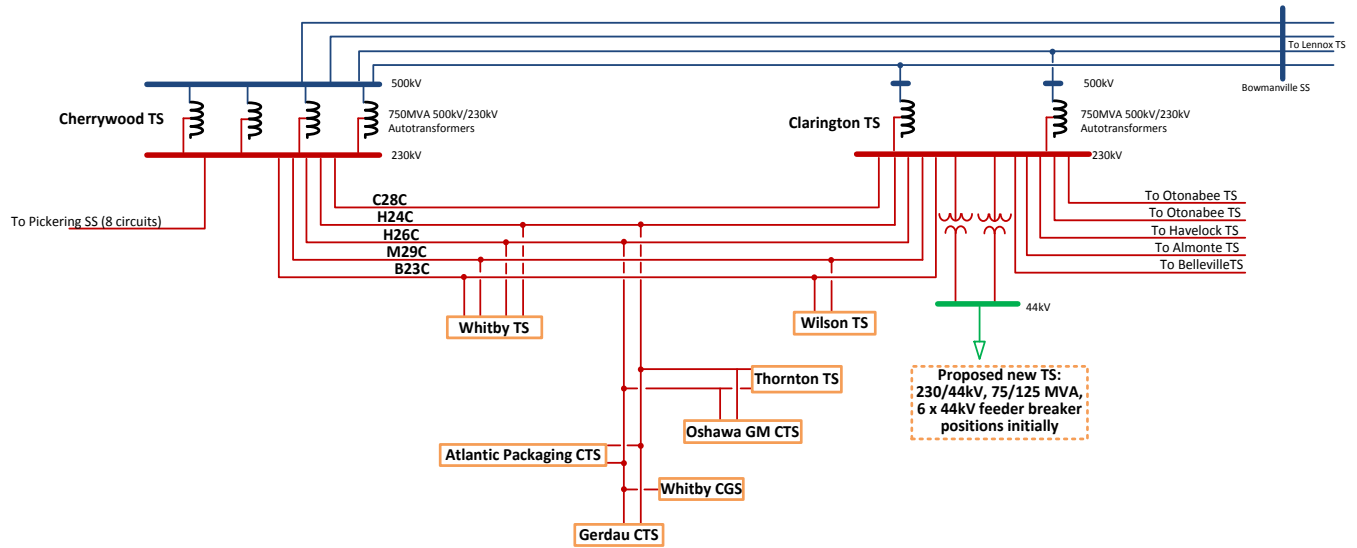 To Lennox TS
500kV
500kV
Bowmanville SS
Cherrywood TS
750MVA 500kV/230kV
Autotransformers
Clarington TS
750MVA 500kV/230kV
Autotransformers
230kV
230kV
C28C
To Otonabee TS
To Pickering SS (8 circuits)
H24C
To Otonabee TS
H26C
To Havelock TS
M29C
To Almonte TS
B23C
To BellevilleTS
44kV
Whitby TS
Wilson TS
Proposed new TS:
230/44kV, 75/125 MVA,
6 x 44kV feeder breaker
positions initially
Thornton TS
Oshawa GM CTS
Atlantic Packaging CTS
Whitby CGS
Gerdau CTS